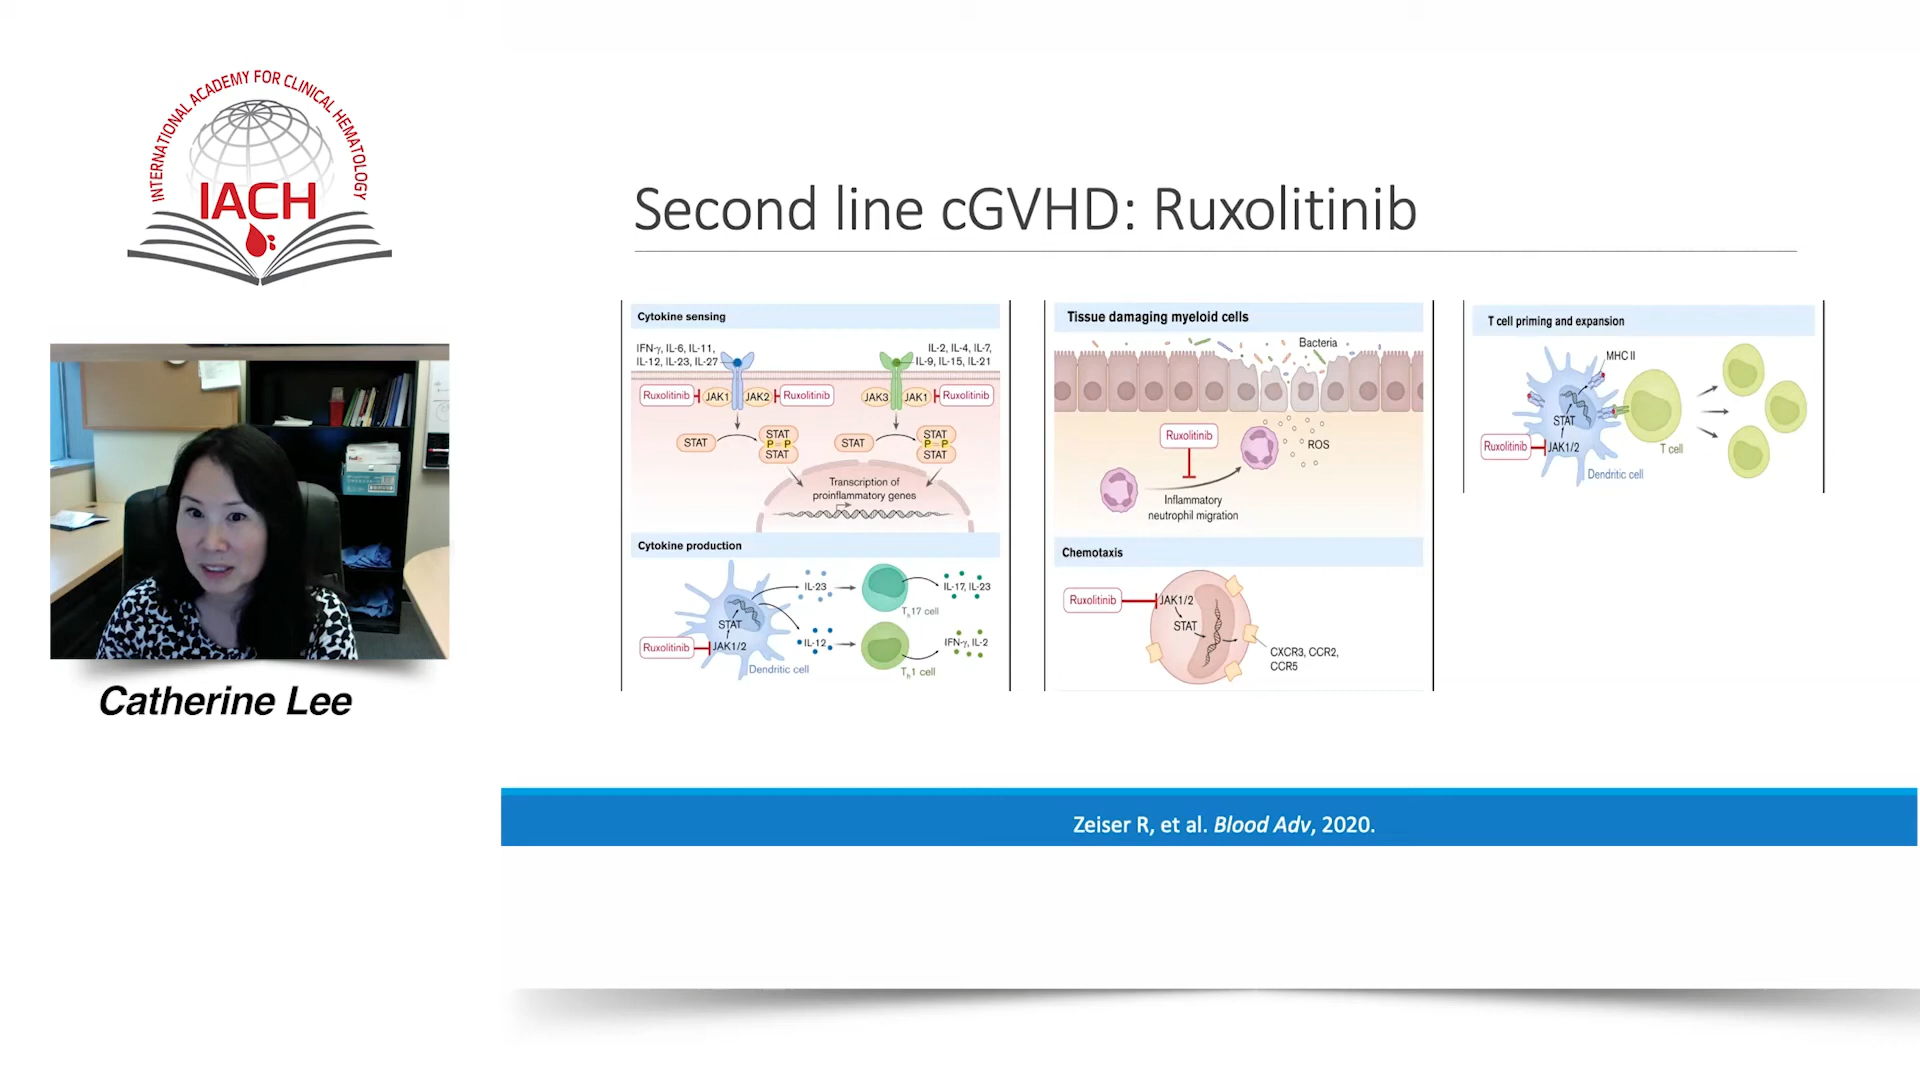 INTERNATIONAL ACADEMY FOR CLINICAL HEMATOLOGY
IACH
Catherine Lee
Second line cGVHD: Ruxolitinib
Cytokine sensing
IFN-γ, IL-6, IL-11,
IL-12, IL-23, IL-27
IL-2, IL-4, IL-7,
IL-9, IL-15, IL-21
Ruxolitinib JAK1 JAK2 Ruxolitinib
JAK3 JAK1 Ruxolitinib
STAT
STAT
P=P
STAT
STAT
STAT
P=P
STAT
Transcription of
proinflammatory genes
Cytokine production
IL-23
IL-17, IL-23
Th17 cell
STAT
Ruxolitinib JAK1/2
IL-12
IFN-γ, IL-2
Dendritic cell
Th1 cell
Tissue damaging myeloid cells
Bacteria
Ruxolitinib
ROS
Inflammatory
neutrophil migration
Chemotaxis
Ruxolitinib JAK1/2
STAT
CXCR3, CCR2,
CCR5
T cell priming and expansion
MHC II
STAT
Ruxolitinib JAK1/2
T cell
Dendritic cell
Zeiser R, et al. Blood Adv, 2020.